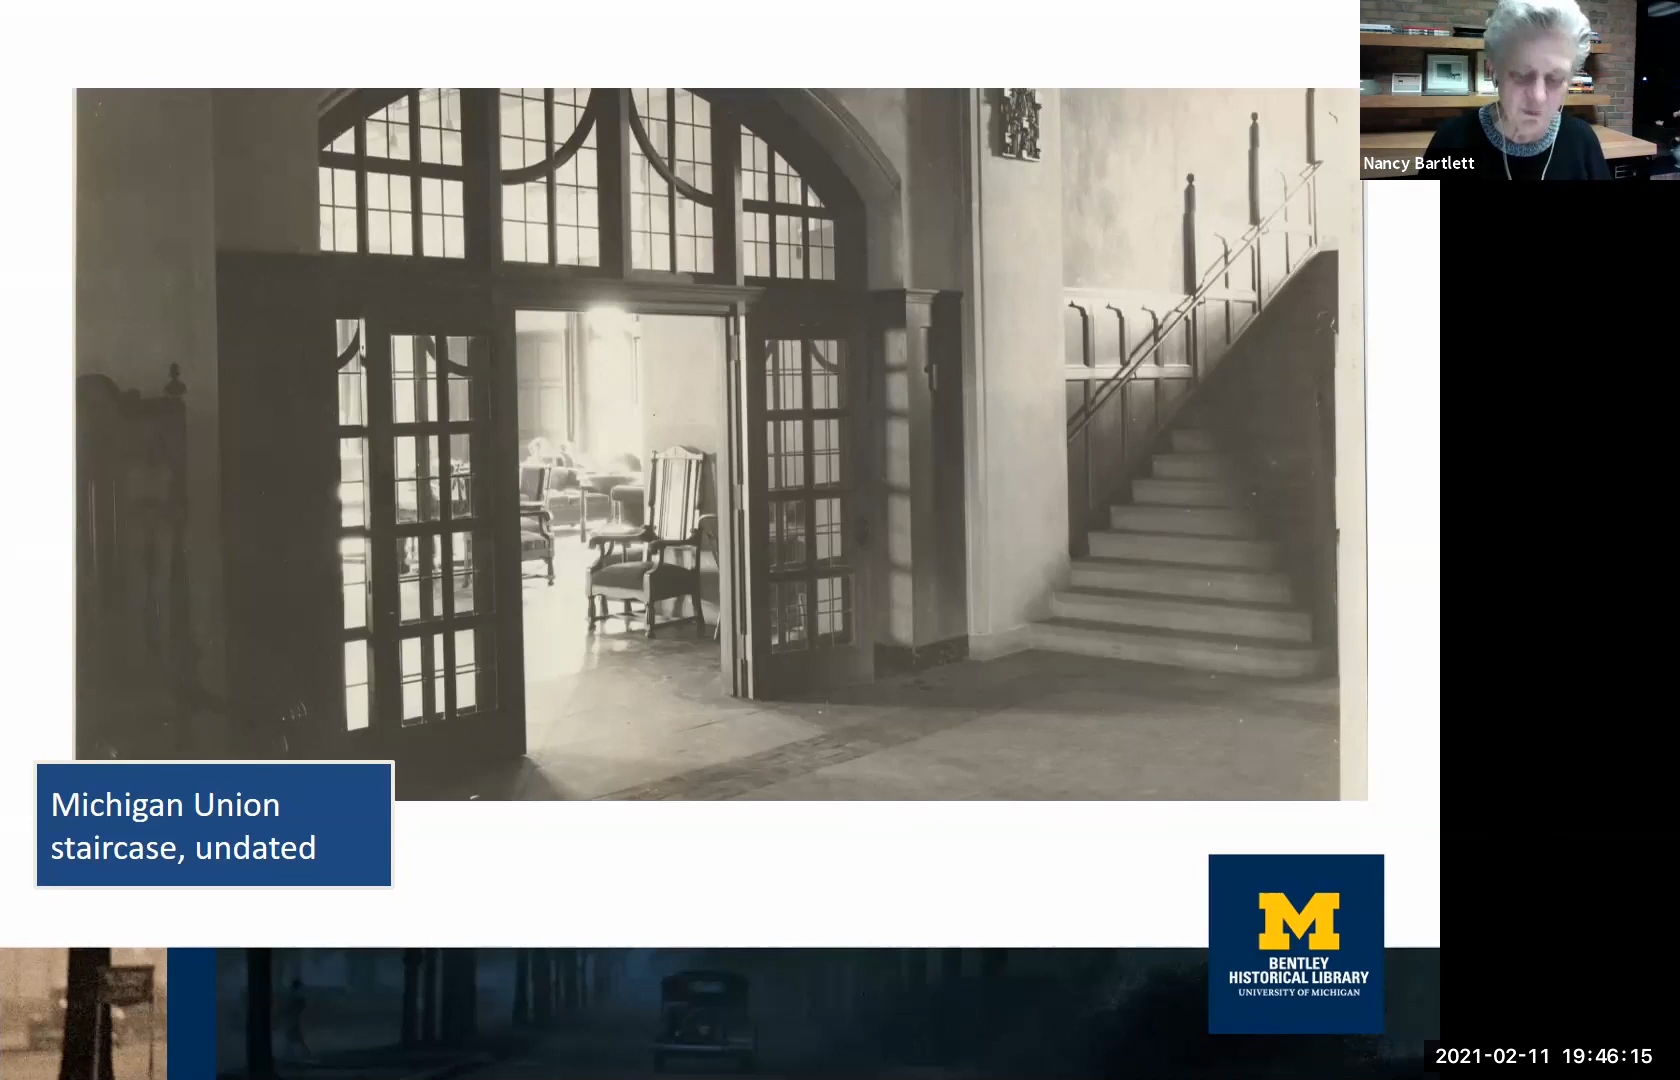 Nancy Bartlett
Michigan Union
staircase, undated
M
BENTLEY
HISTORICAL LIBRARY
UNIVERSITY OF MICHIGAN
2021-02-11 19:46:15